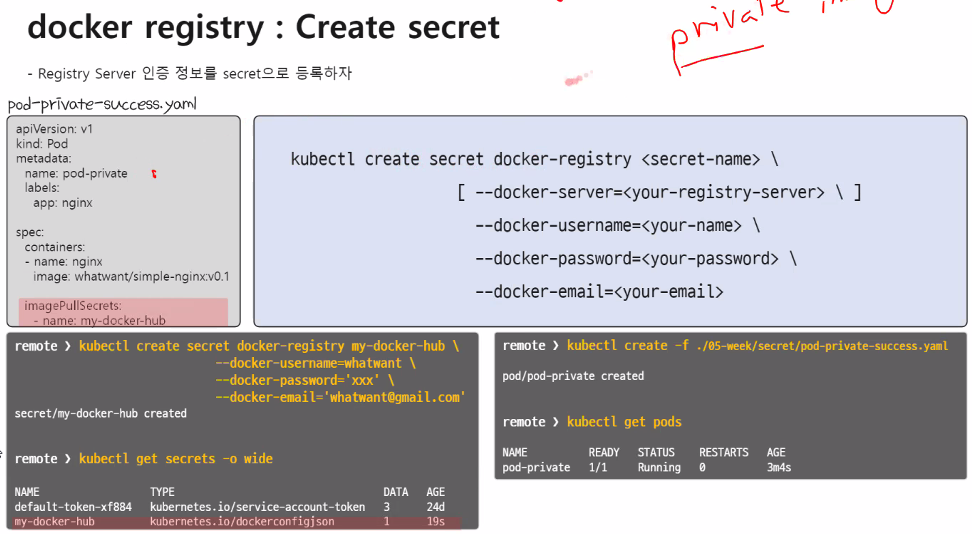 docker registry : Create secret
private
- Registry Server 인증 정보를 secret으로 등록하자
pod-private-success.yaml
apiVersion: v1
kind: Pod
metadata:
name: pod-private
labels:
app: nginx
spec:
containers:
- name: nginx
image: whatwant/simple-nginx:v0.1
imagePullSecrets:
- name: my-docker-hub
kubectl create secret docker-registry <secret-name> \
[ --docker-server=<your-registry-server> \ ]
--docker-username=<your-name> \
--docker-password=<your-password> \
--docker-email=<your-email>
remote ❯ kubectl create secret docker-registry my-docker-hub \
--docker-username=whatwant \
--docker-password='xxx' \
--docker-email='whatwant@gmail.com'
secret/my-docker-hub created
remote ❯ kubectl get secrets -o wide
NAME TYPE DATA AGE
default-token-xf884 kubernetes.io/service-account-token 3 24d
my-docker-hub kubernetes.io/dockerconfigjson 1 19s
remote ❯ kubectl create -f ./05-week/secret/pod-private-success.yaml
pod/pod-private created
remote ❯ kubectl get pods
NAME READY STATUS RESTARTS AGE
pod-private 1/1 Running 0 3m4s